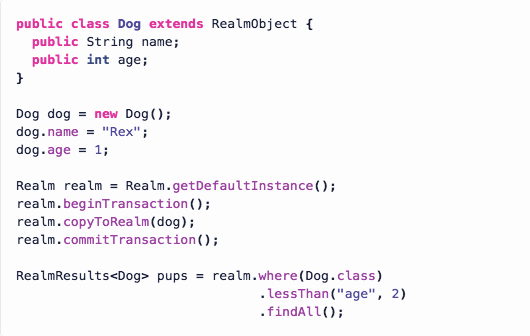 public class Dog extends RealmObject {
  public String name;
  public int age;
}

Dog dog = new Dog();
dog.name = "Rex";
dog.age = 1;

Realm realm = Realm.getDefaultInstance();
realm.beginTransaction();
realm.copyToRealm(dog);
realm.commitTransaction();

RealmResults<Dog> pups = realm.where(Dog.class)
                              .lessThan("age", 2)
                              .findAll();